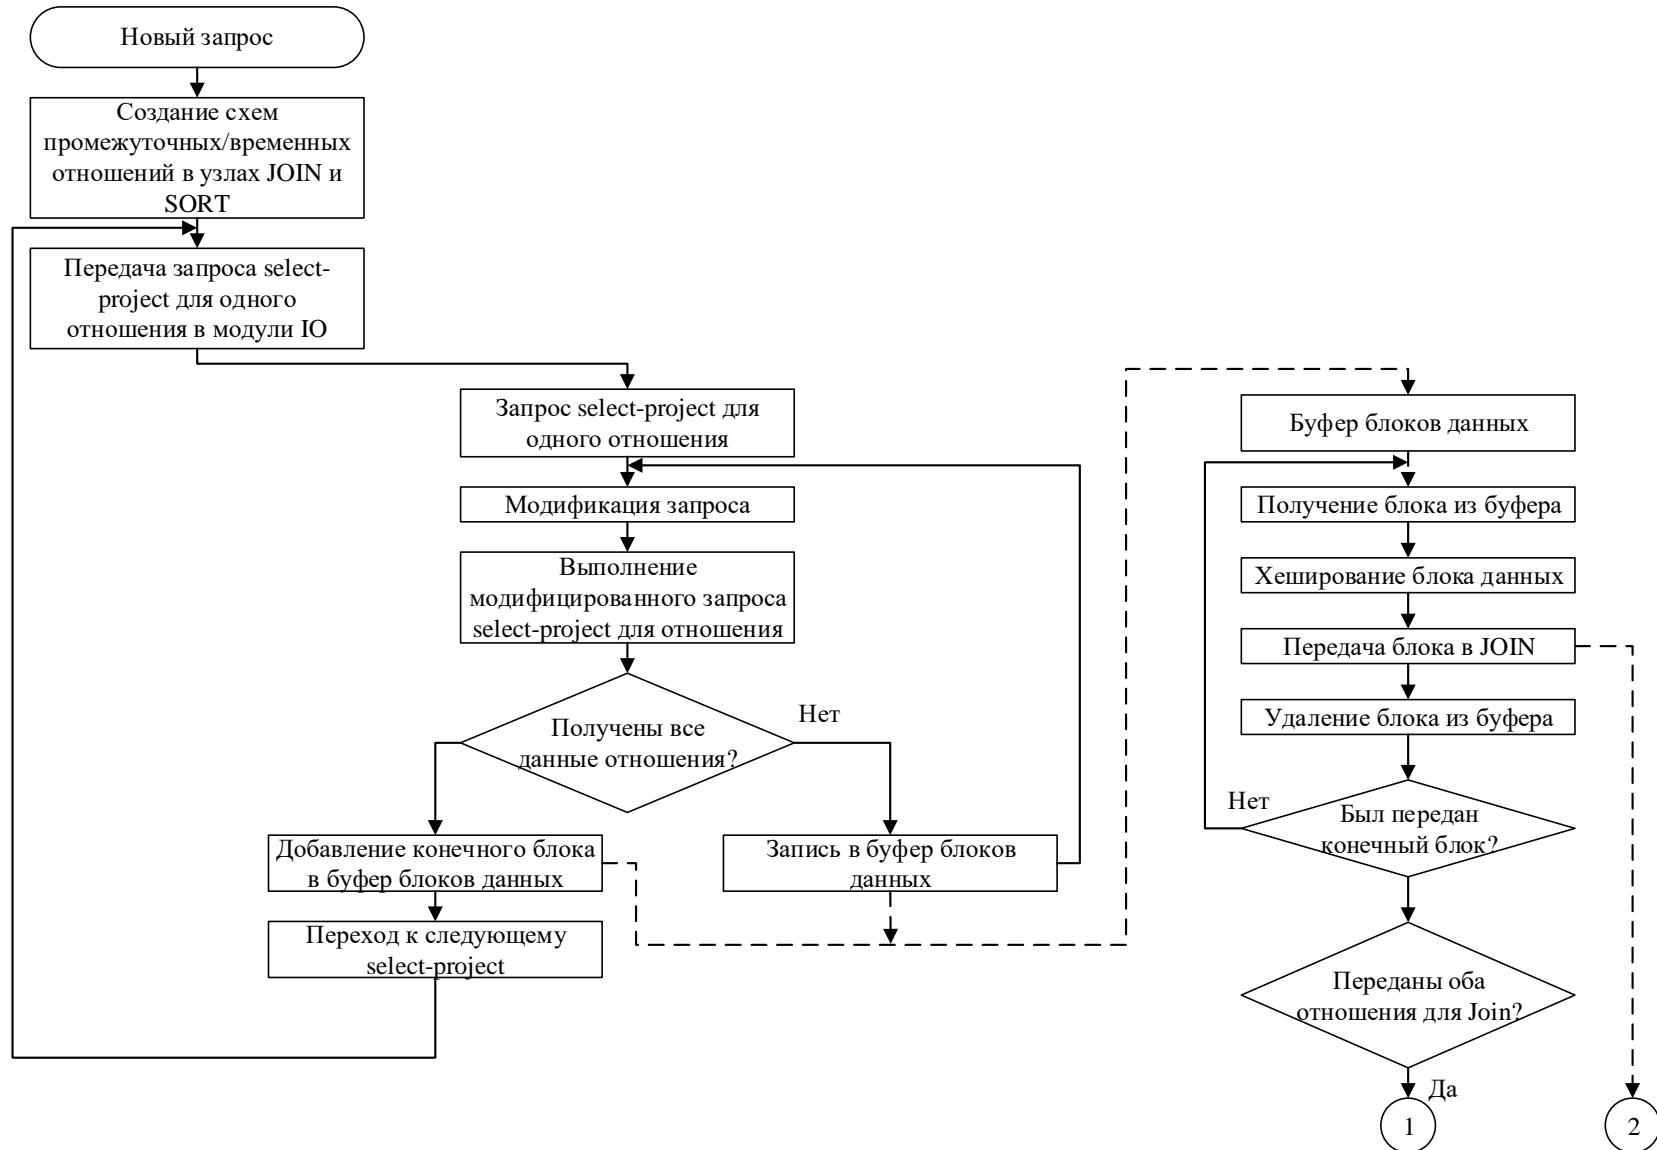 Новый запрос
Создание схем
промежуточных/временных
отношений в узлах JOIN и
SORT
Передача запроса select-
project для одного
отношения в модули IO
Запрос select-project для
одного отношения
Модификация запроса
Выполнение
модифицированного запроса
select-project для отношения
Получены все
данные отношения?
Нет
Добавление конечного блока
в буфер блоков данных
Запись в буфер блоков
данных
Переход к следующему
select-project
Буфер блоков данных
Получение блока из буфера
Хеширование блока данных
Передача блока в JOIN
Удаление блока из буфера
Нет
Был передан
конечный блок?
Переданы оба
отношения для Join?
Да
1
2